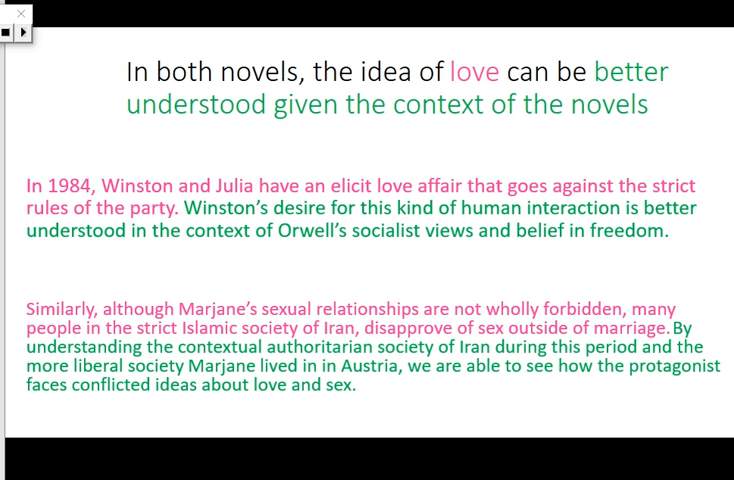 In both novels, the idea of love can be better
understood given the context of the novels
In 1984, Winston and Julia have an elicit love affair that goes against the strict
rules of the party. Winston’s desire for this kind of human interaction is better
understood in the context of Orwell’s socialist views and belief in freedom.
Similarly, although Marjane’s sexual relationships are not wholly forbidden, many
people in the strict Islamic society of Iran, disapprove of sex outside of marriage. By
understanding the contextual authoritarian society of Iran during this period and the
more liberal society Marjane lived in in Austria, we are able to see how the protagonist
faces conflicted ideas about love and sex.